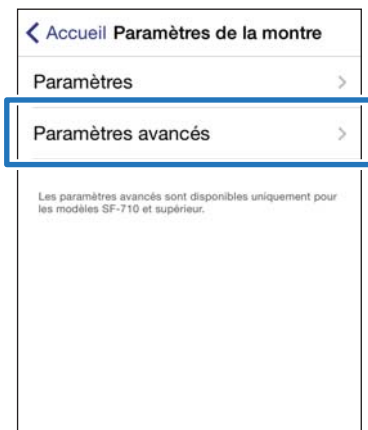 Accueil Paramètres de la montre
Paramètres
Paramètres avancés
Les paramètres avancés sont disponibles uniquement pour
les modèles SF-710 et supérieur.